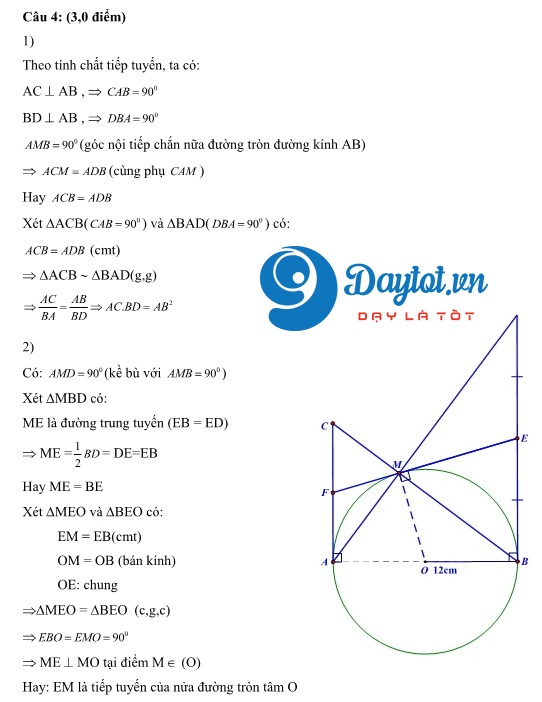 Câu 4: (3,0 điểm)
1)
Theo tính chất tiếp tuyến, ta có:
AC ⊥ AB , ⇒ CAB = 90⁰
BD ⊥ AB , ⇒ DBA = 90⁰
AMB = 90⁰ (góc nội tiếp chắn nữa đường tròn đường kính AB)
⇒ ACM = ADB (cùng phụ CAM )
Hay ACB = ADB
Xét ΔACB( CAB = 90⁰ ) và ΔBAD( DBA = 90⁰ ) có:
ACB = ADB (cmt)
⇒ ΔACB ~ ΔBAD(g,g)
⇒ AC/BA = AB/BD ⇒ AC.BD = AB²
9 Daytot.vn
DẠY LÀ TỐT
2)
Có: AMD = 90⁰ (kề bù với AMB = 90⁰ )
Xét ΔMBD có:
ME là đường trung tuyến (EB = ED)
⇒ ME = 1/2 BD = DE=EB
Hay ME = BE
Xét ΔMEO và ΔBEO có:
EM = EB(cmt)
OM = OB (bán kính)
OE: chung
⇒ΔMEO = ΔBEO (c,g,c)
⇒ EBO = EMO = 90⁰
⇒ ME ⊥ MO tại điểm M ∈ (O)
Hay: EM là tiếp tuyến của nửa đường tròn tâm O
C
E
M
F
A
B
O 12cm